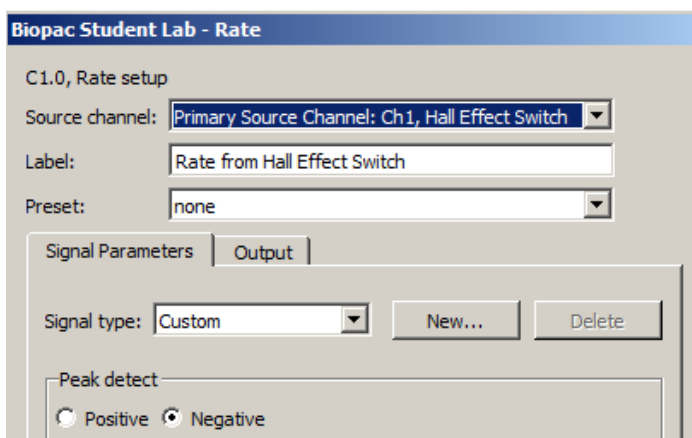 Biopac Student Lab - Rate
C1.0, Rate setup
Source channel: Primary Source Channel: Ch1, Hall Effect Switch
Label: Rate from Hall Effect Switch
Preset: none
Signal Parameters Output
Signal type: Custom New... Delete
Peak detect
Positive Negative